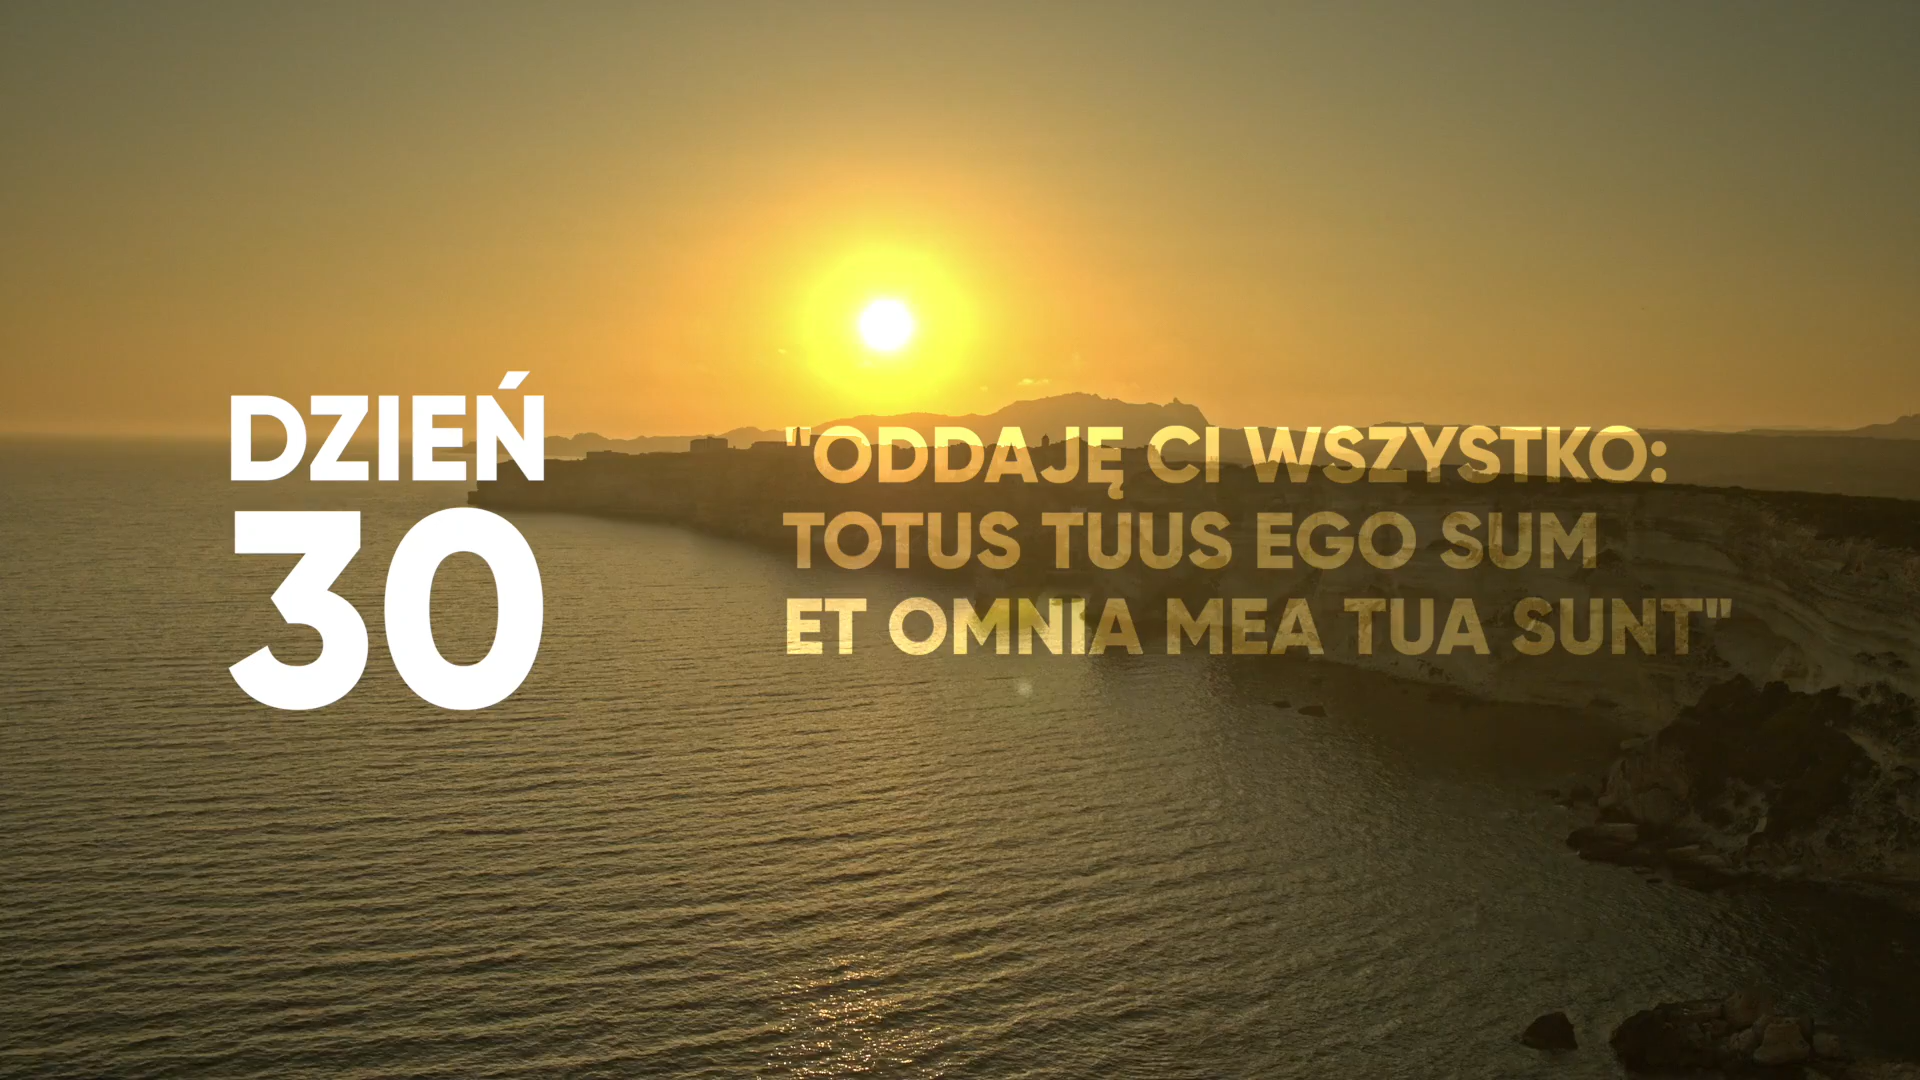 DZIEŃ
30
"ODDAJĘ CI WSZYSTKO:
TOTUS TUUS EGO SUM
ET OMNIA MEA TUA SUNT"